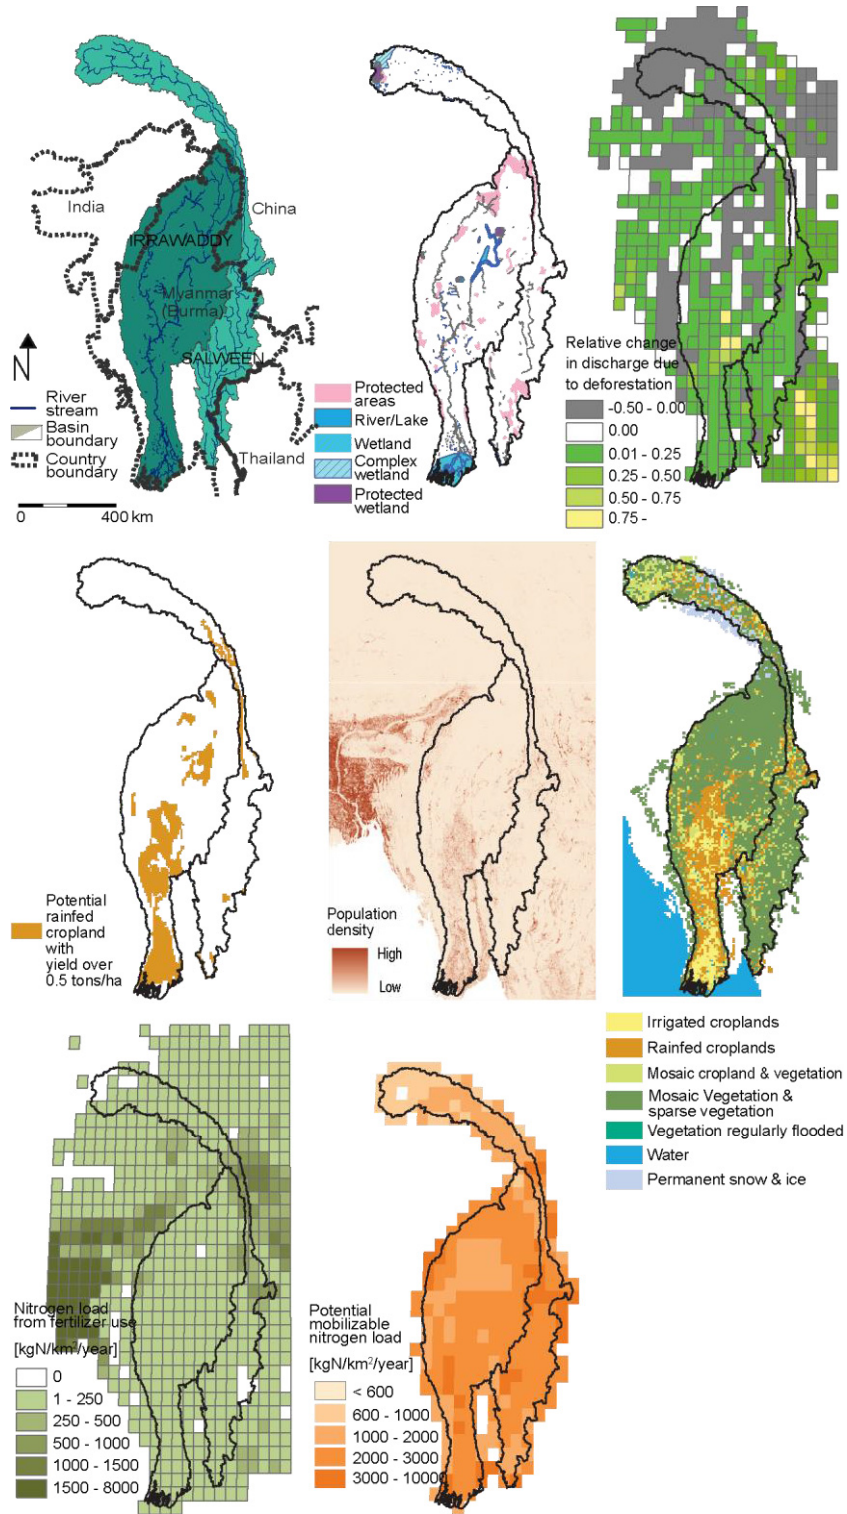 India
China
IRRAWADDY
Myanmar
(Burma)
SALWEEN
Thailand
N
River
stream
Basin
boundary
Country
boundary
0 400 km
Protected
areas
River/Lake
Wetland
Complex
wetland
Protected
wetland
Relative change
in discharge due
to deforestation
-0.50 - 0.00
0.00
0.01 - 0.25
0.25 - 0.50
0.50 - 0.75
0.75 -
Potential
rainfed
cropland
with
yield over
0.5 tons/ha
Population
density
High
Low
Irrigated croplands
Rainfed croplands
Mosaic cropland & vegetation
Mosaic Vegetation &
sparse vegetation
Vegetation regularly flooded
Water
Permanent snow & ice
Nitrogen load
from fertilizer use
[kgN/km²/year]
0
1 - 250
250 - 500
500 - 1000
1000 - 1500
1500 - 8000
Potential
mobilizable
nitrogen load
[kgN/km²/year]
< 600
600 - 1000
1000 - 2000
2000 - 3000
3000 - 10000